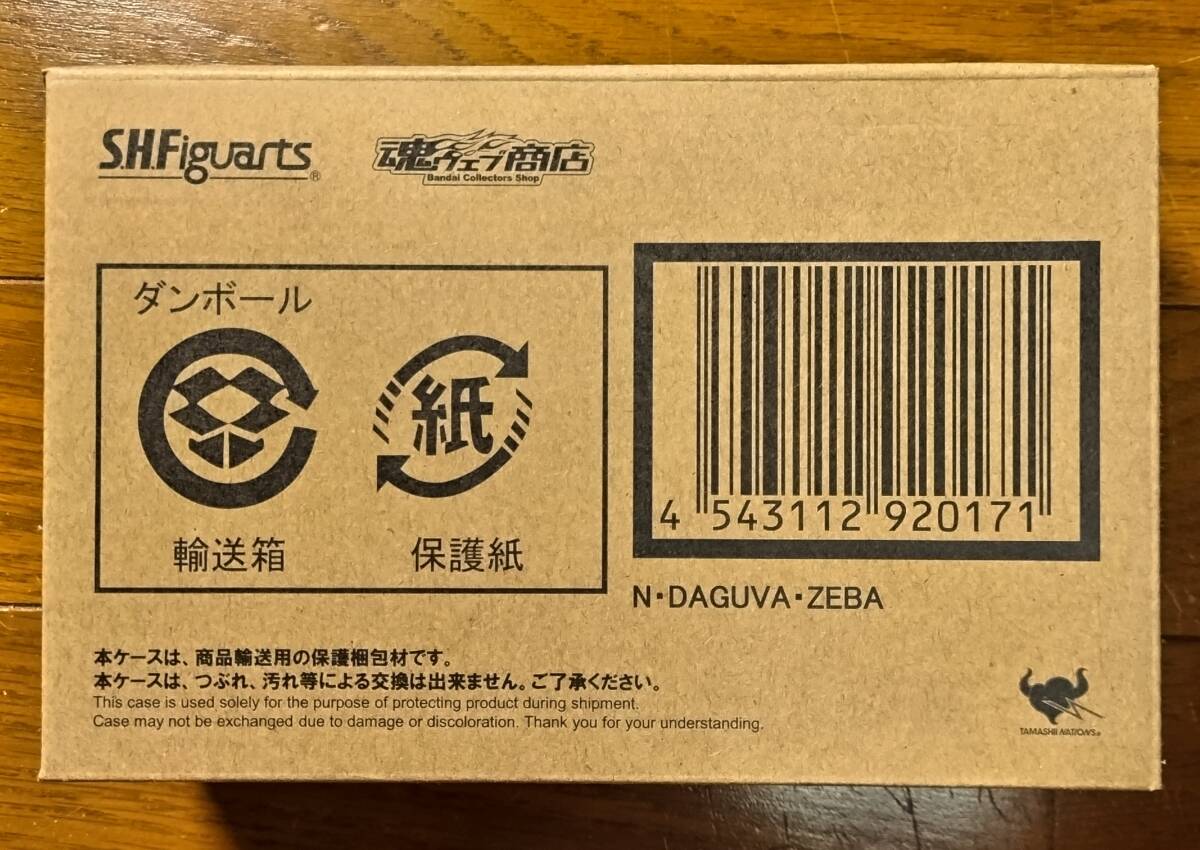 S.H.Figuarts®
魂ウェブ商店
Bandai Collectors Shop
ダンボール
紙
輸送箱
保護紙
4 543112 920171
N・DAGUVA・ZEBA
本ケースは、商品輸送用の保護梱包材です。
本ケースは、つぶれ、汚れ等による交換は出来ません。ご了承ください。
This case is used solely for the purpose of protecting product during shipment.
Case may not be exchanged due to damage or discoloration. Thank you for your understanding.
TAMASHII NATIONS®